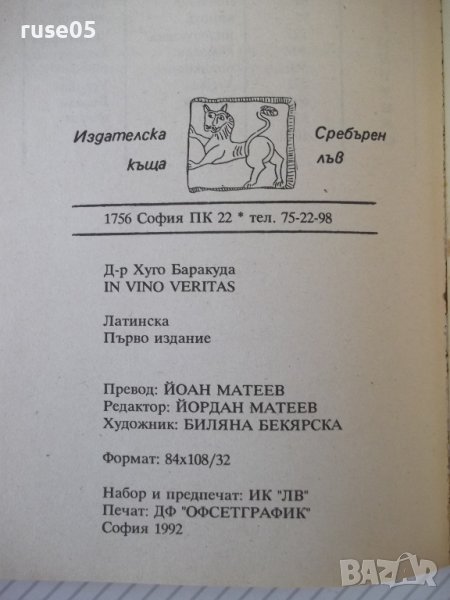 ruse05
Издателска къща
Сребърен лъв
1756 София ПК 22 * тел. 75-22-98
Д-р Хуго Баракуда
IN VINO VERITAS
Латинска
Първо издание
Превод: ЙОАН МАТЕЕВ
Редактор: ЙОРДАН МАТЕЕВ
Художник: БИЛЯНА БЕКЯРСКА
Формат: 84x108/32
Набор и предпечат: ИК "ЛВ"
Печат: ДФ "ОФСЕТГРАФИК"
София 1992
BAZAR.bg